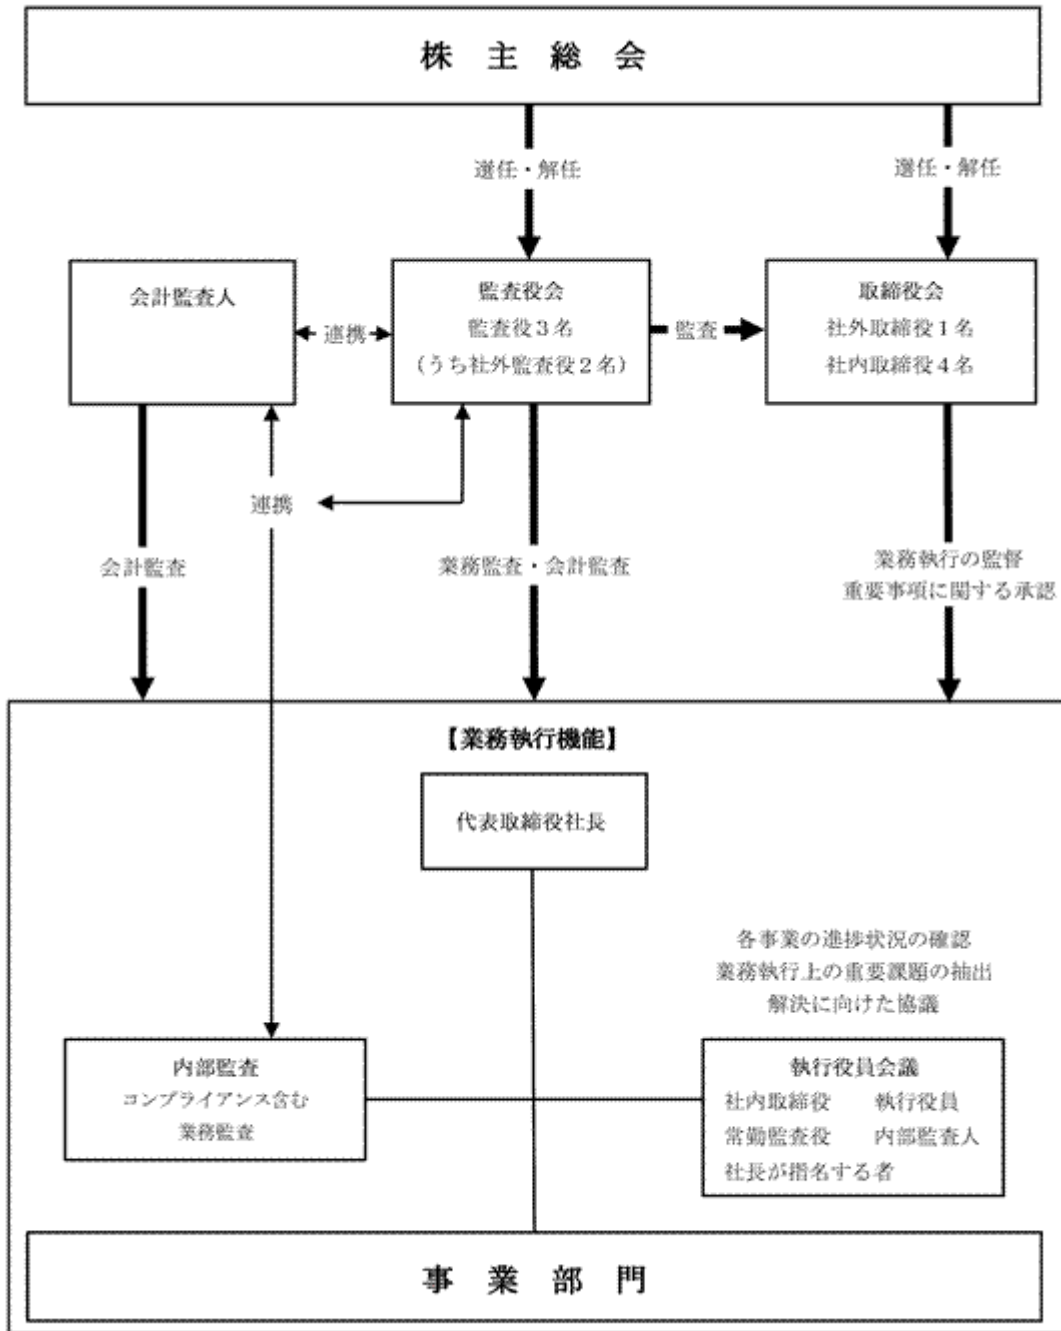 株主総会
選任・解任
選任・解任
会計監査人
連携
監査役会
監査役3名
(うち社外監査役2名)
監査
取締役会
社外取締役1名
社内取締役4名
連携
会計監査
業務監査・会計監査
業務執行の監督
重要事項に関する承認
【業務執行機能】
代表取締役社長
各事業の進捗状況の確認
業務執行上の重要課題の抽出
解決に向けた協議
内部監査
コンプライアンス含む
業務監査
執行役員会議
社内取締役　執行役員
常勤監査役　内部監査人
社長が指名する者
事業部門